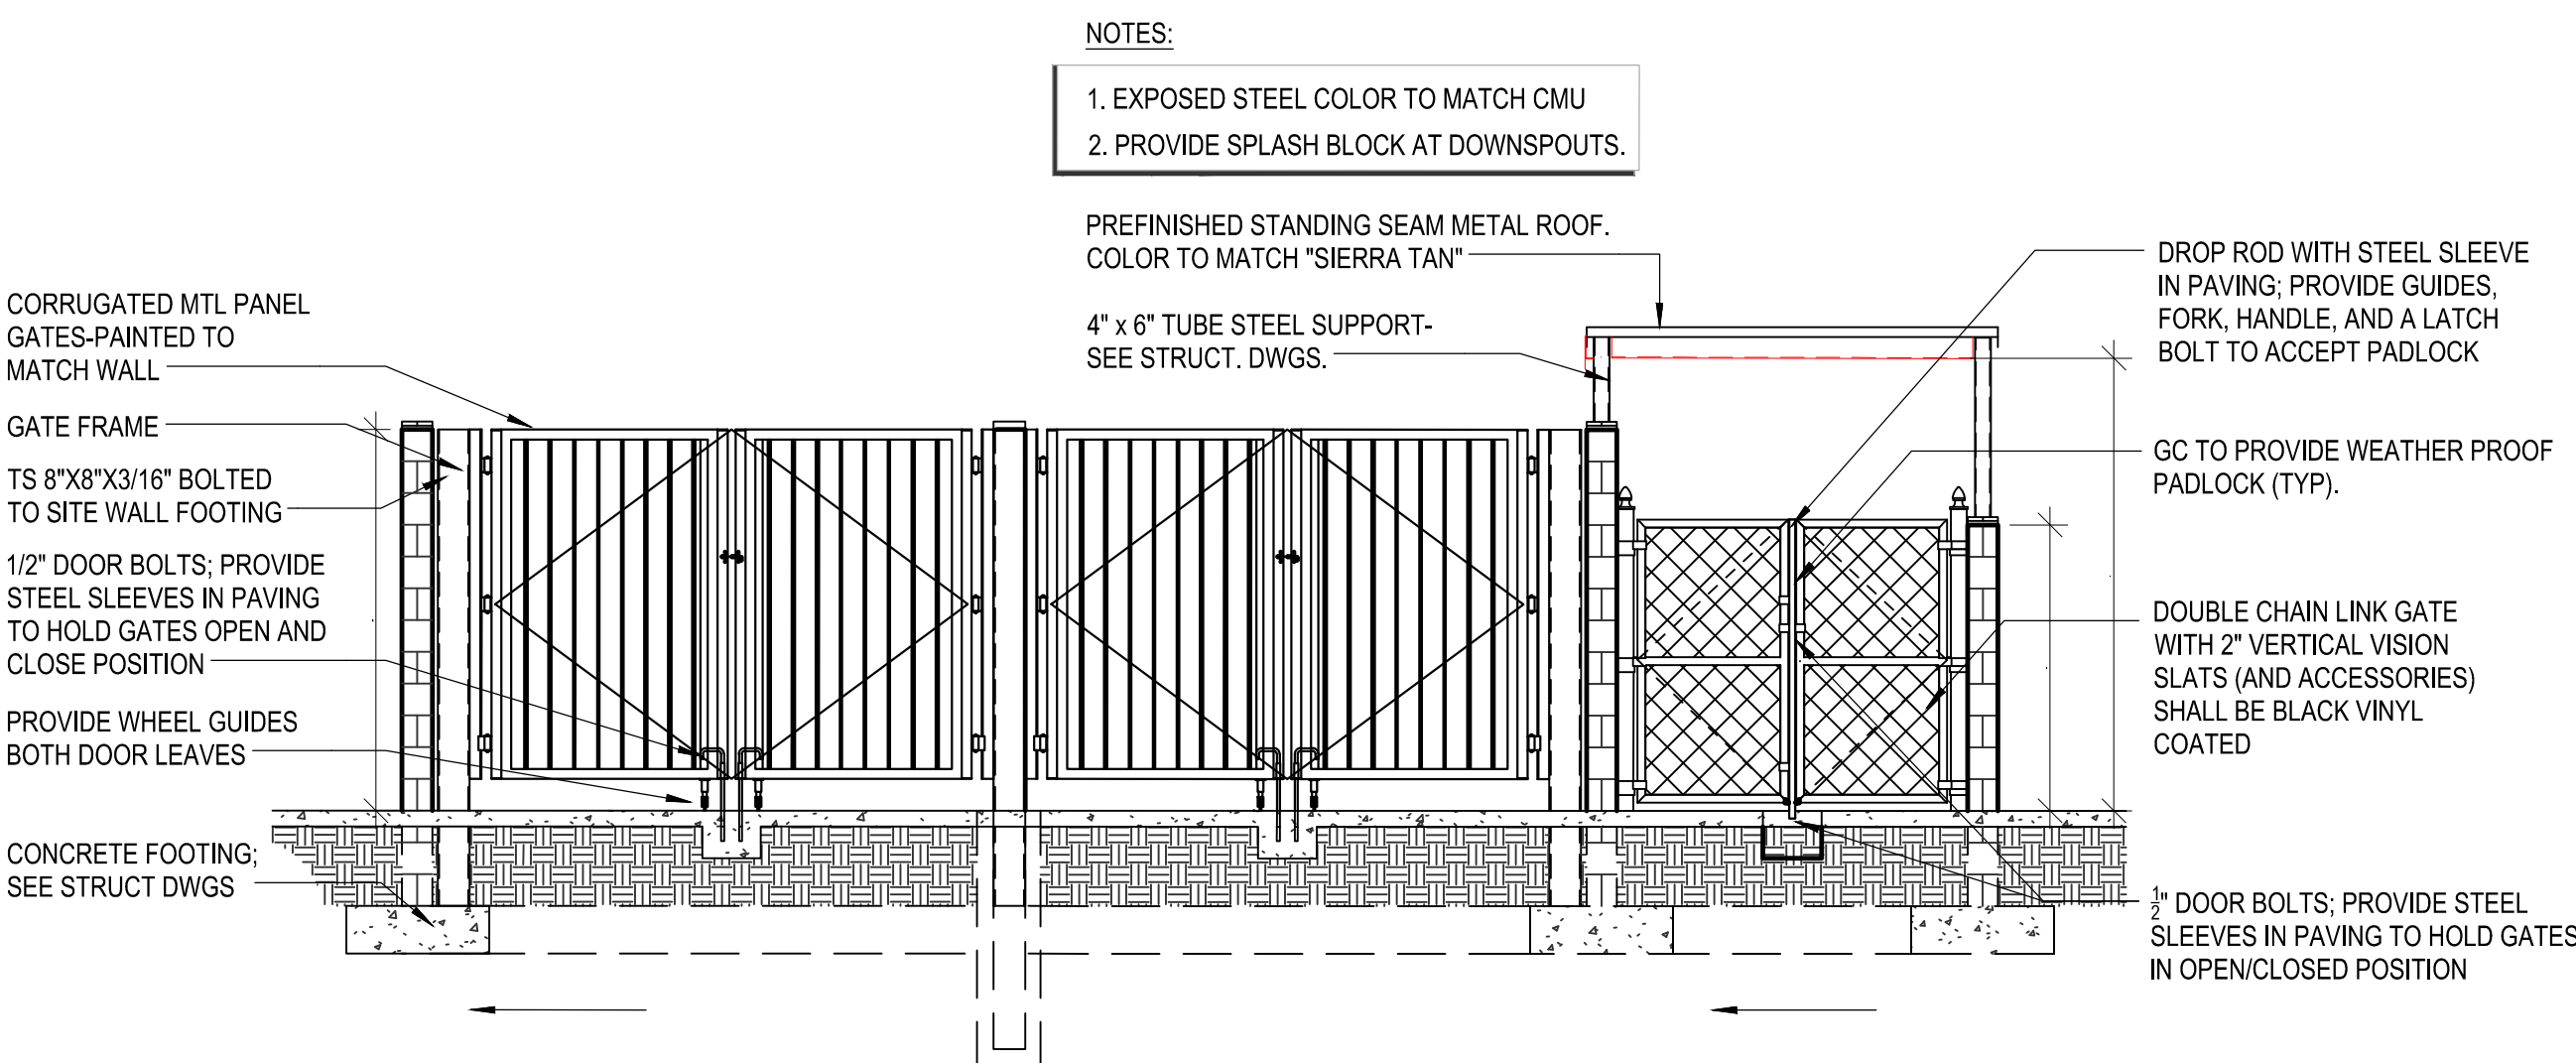 NOTES:
1. EXPOSED STEEL COLOR TO MATCH CMU
2. PROVIDE SPLASH BLOCK AT DOWNSPOUTS.
PREFINISHED STANDING SEAM METAL ROOF.
COLOR TO MATCH "SIERRA TAN"
4" x 6" TUBE STEEL SUPPORT-
SEE STRUCT. DWGS.
CORRUGATED MTL PANEL
GATES-PAINTED TO
MATCH WALL
GATE FRAME
TS 8"X8"X3/16" BOLTED
TO SITE WALL FOOTING
1/2" DOOR BOLTS; PROVIDE
STEEL SLEEVES IN PAVING
TO HOLD GATES OPEN AND
CLOSE POSITION
PROVIDE WHEEL GUIDES
BOTH DOOR LEAVES
CONCRETE FOOTING;
SEE STRUCT DWGS
DROP ROD WITH STEEL SLEEVE
IN PAVING; PROVIDE GUIDES,
FORK, HANDLE, AND A LATCH
BOLT TO ACCEPT PADLOCK
GC TO PROVIDE WEATHER PROOF
PADLOCK (TYP).
DOUBLE CHAIN LINK GATE
WITH 2" VERTICAL VISION
SLATS (AND ACCESSORIES)
SHALL BE BLACK VINYL
COATED
1/2" DOOR BOLTS; PROVIDE STEEL
SLEEVES IN PAVING TO HOLD GATES
IN OPEN/CLOSED POSITION